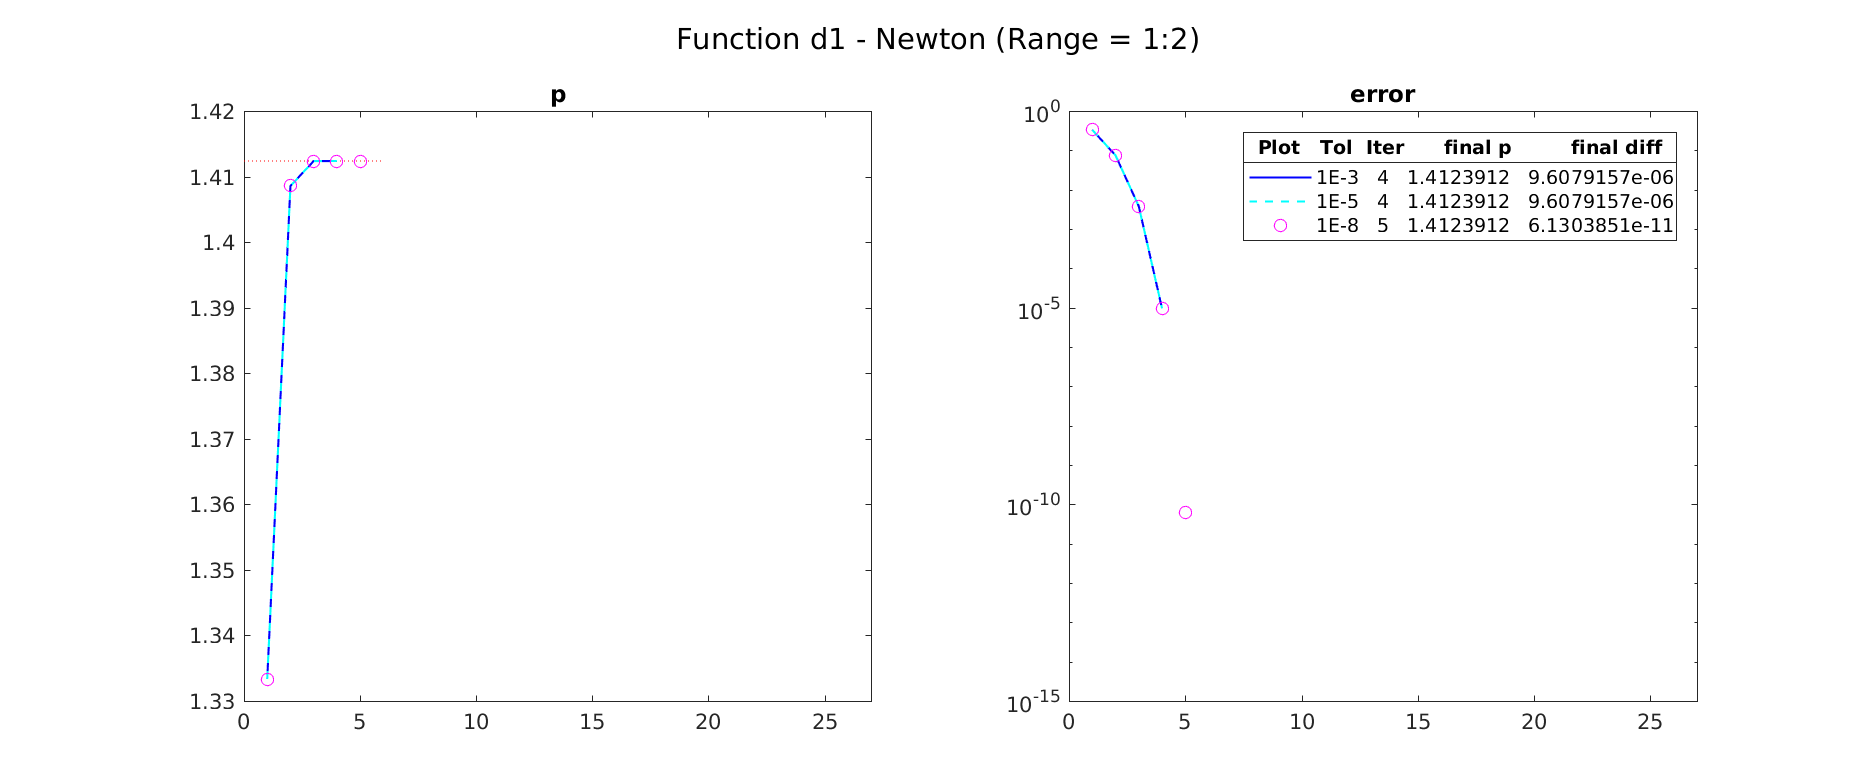 Function d1 - Newton (Range = 1:2)
p
1.42
1.41
1.4
1.39
1.38
1.37
1.36
1.35
1.34
1.33
0 5 10 15 20 25
error
10^0
10^-5
10^-10
10^-15
0 5 10 15 20 25
Plot Tol Iter final p final diff
1E-3 4 1.4123912 9.6079157e-06
1E-5 4 1.4123912 9.6079157e-06
1E-8 5 1.4123912 6.1303851e-11